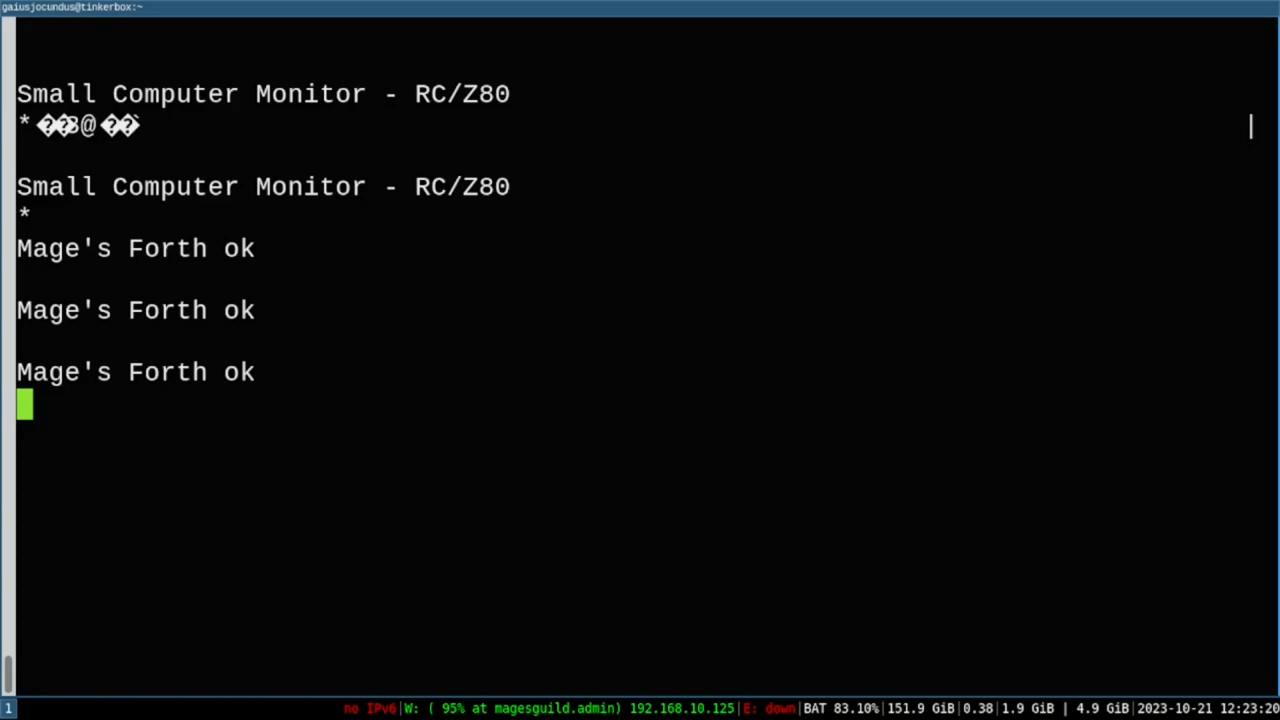 gaiusjocundus@tinkerbox:~
Small Computer Monitor - RC/Z80
*��3@��` |
Small Computer Monitor - RC/Z80
*
Mage's Forth ok
Mage's Forth ok
Mage's Forth ok
1 no IPv6|W: ( 95% at magesguild.admin) 192.168.10.125|E: down|BAT 83.10%|151.9 GiB|0.38|1.9 GiB | 4.9 GiB|2023-10-21 12:23:20